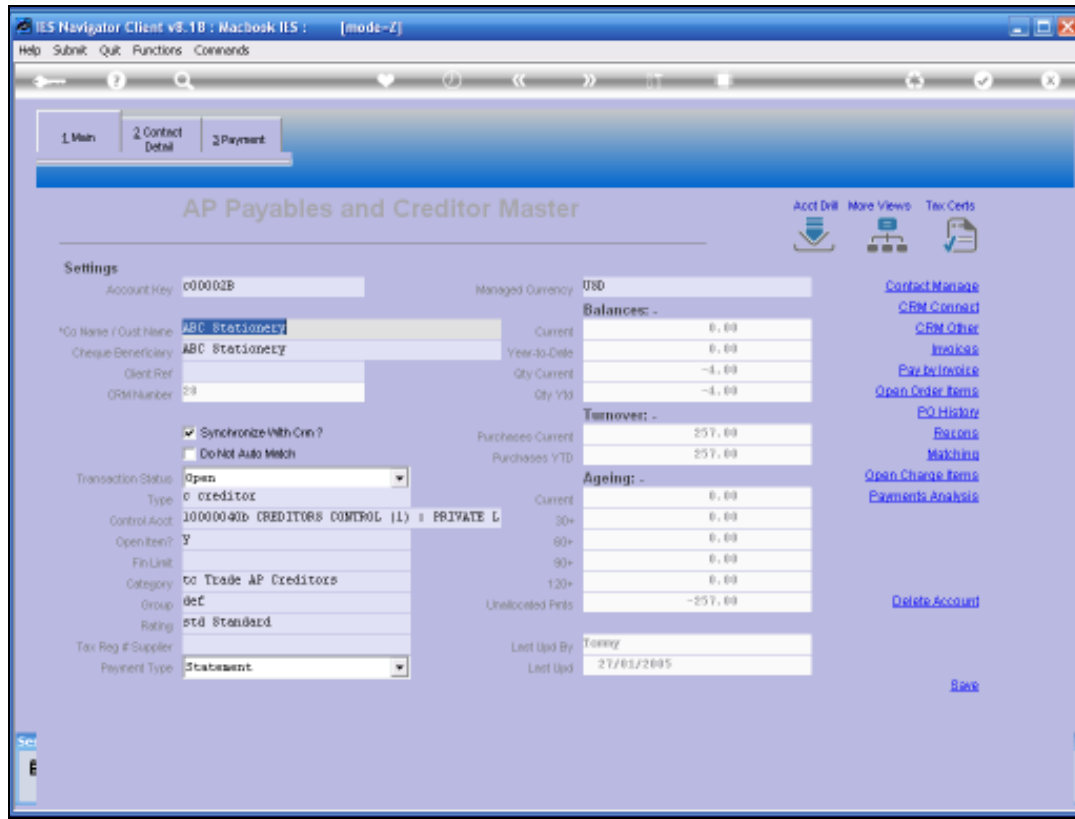 IES Navigator Client v8.18 : Macbook IES : [mode-Z]
Help Submit Quit Functions Commands
1 Main
2 Contact Detail
3 Payment
AP Payables and Creditor Master
Acct Drill More Views Tax Certs
Settings
Account Key c00002B
Managed Currency USD
Contact Manage
Balances: -
CRM Connect
*Co Name / Cust Name ABC Stationery
Current 0.00
CRM Other
Cheque Beneficiary ABC Stationery
Year-to-Date 0.00
Invoices
Client Ref
Qty Current -4.00
Pay by Invoice
CRM Number 28
Qty Ytd -4.00
Open Order Items
Turnover: -
PO History
Synchronize With Crm ?
Purchases Current 257.00
Recons
Do Not Auto Match
Purchases YTD 257.00
Matching
Transaction Status Open
Ageing: -
Open Charge Items
Type c creditor
Current 0.00
Payments Analysis
Control Acct 10000040b CREDITORS CONTROL (1) : PRIVATE L
30+ 0.00
Open Item? Y
60+ 0.00
Fin Limit
90+ 0.00
Category tc Trade AP Creditors
120+ 0.00
Group def
Unallocated Pmts -257.00
Delete Account
Rating std Standard
Tax Reg # Supplier
Last Upd By Tommy
Payment Type Statement
Last Upd 27/01/2005
Save